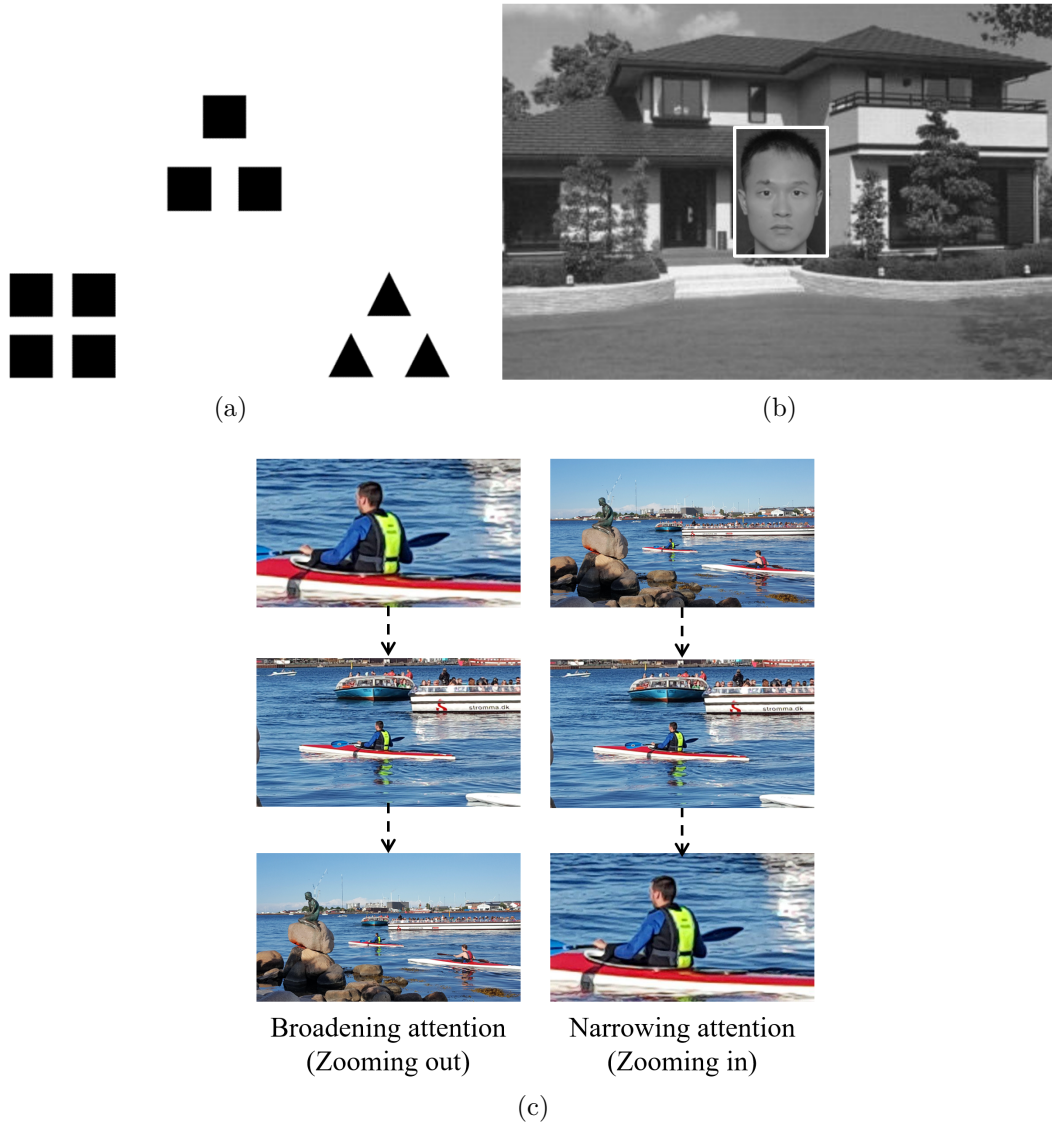 (a)
(b)
stromma.dk
stromma.dk
Broadening attention
(Zooming out)
Narrowing attention
(Zooming in)
(c)